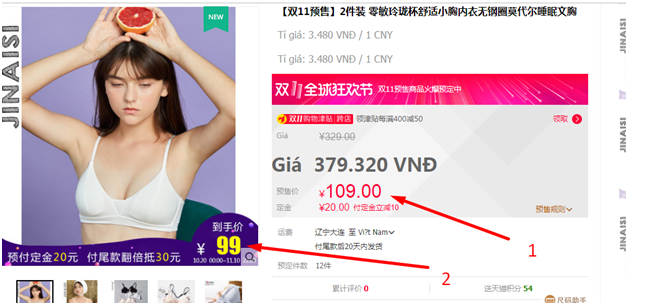 【双11预售】2件装 零敏玲珑杯舒适小胸内衣无钢圈莫代尔睡眠文胸
NEW
JINAISI
Tỉ giá: 3.480 VNĐ / 1 CNY
Tỉ giá: 3.480 VNĐ / 1 CNY
双11全球狂欢节 双11预售商品火爆预定中
双11购物津贴 跨店 领津贴每满400减50 领取
Giá ¥329.00
Giá 379.320 VNĐ
预售价 ¥109.00
定金 ¥20.00 付定金立减10 预售规则
1
运费 辽宁大连 至 Vi?t Nam
付尾款后20天内发货
预定件数 12件
到手价
¥ 99
10.20 00:00-11.10
预付定金20元 付尾款翻倍抵30元
2
累计评价 0 送天猫积分 54
尺码助手
JINAISI
JINAISI
JINAISI
JINAISI